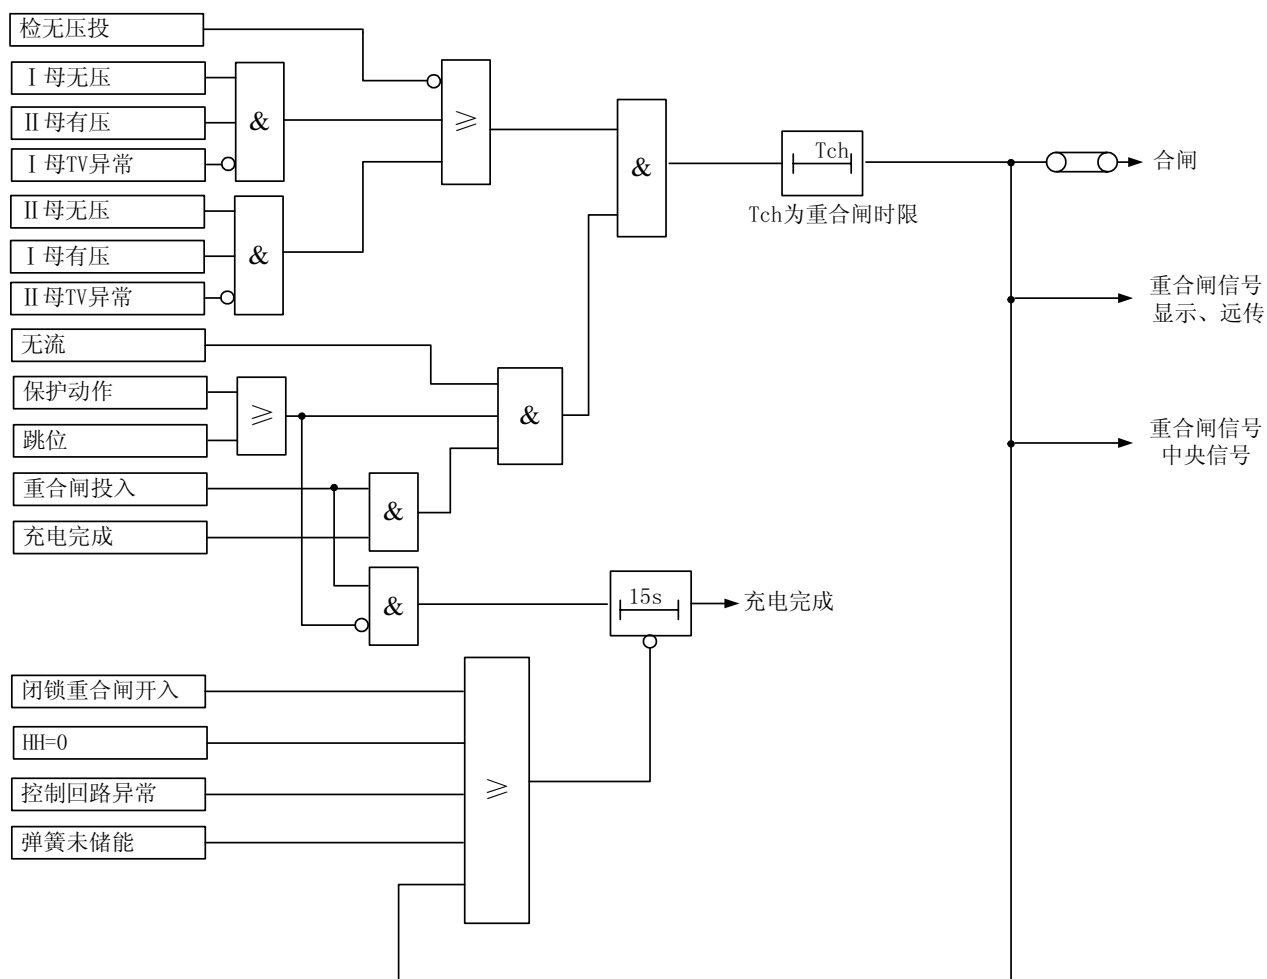 检无压投
Ⅰ母无压
Ⅱ母有压
Ⅰ母TV异常
&
≥
&
Tch
合闸
Tch为重合闸时限
Ⅱ母无压
Ⅰ母有压
Ⅱ母TV异常
&
重合闸信号
显示、远传
无流
保护动作
跳位
≥
&
重合闸信号
中央信号
重合闸投入
充电完成
&
&
15s
充电完成
闭锁重合闸开入
HH=0
控制回路异常
弹簧未储能
≥